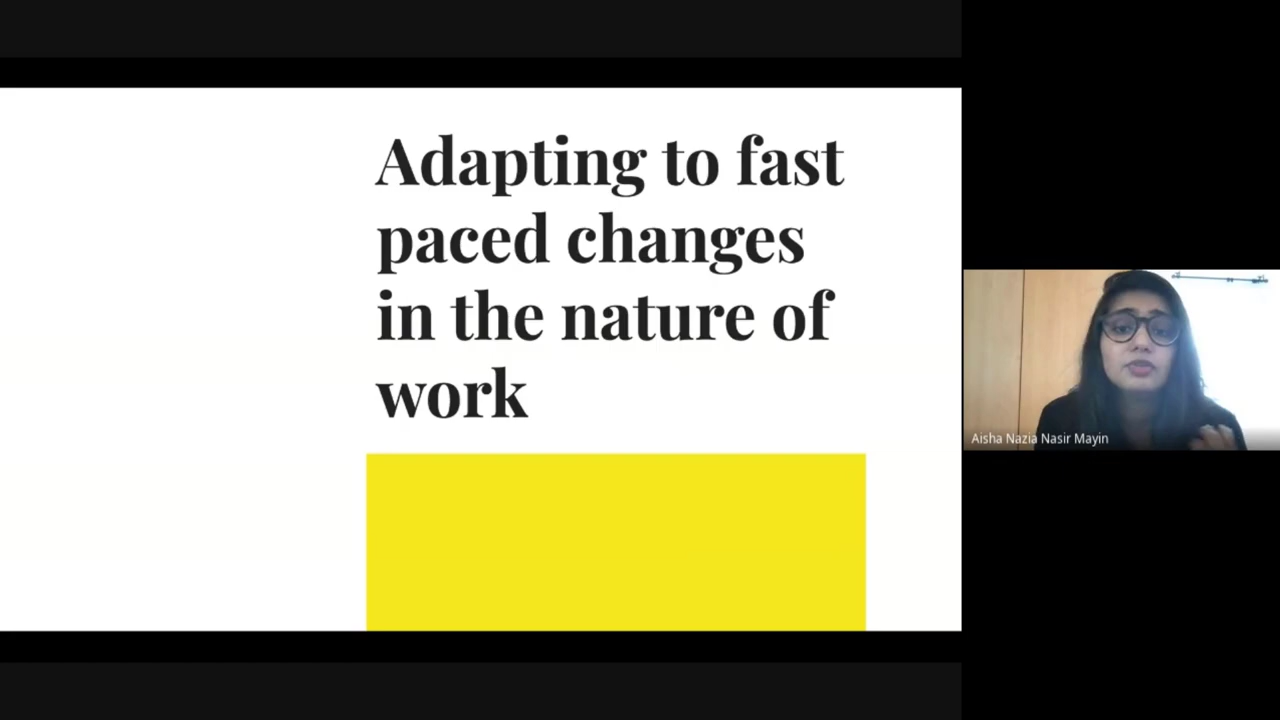 Adapting to fast
paced changes
in the nature of
work
Aisha Nazia Nasir Mayin